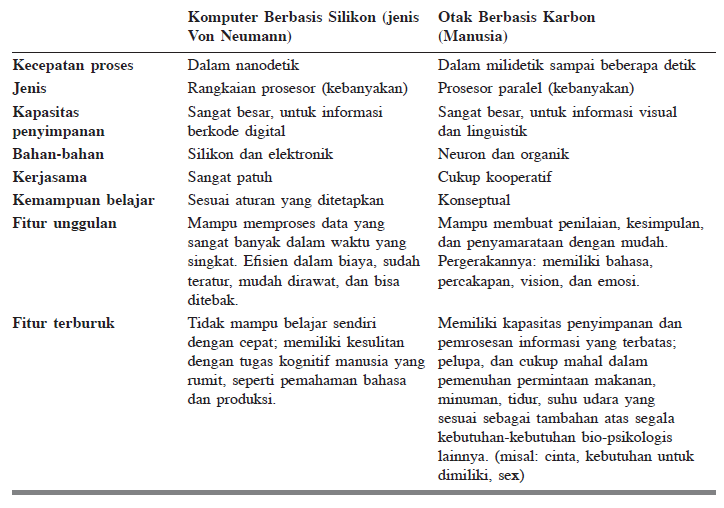 Komputer Berbasis Silikon (jenis Von Neumann)
Otak Berbasis Karbon (Manusia)
Kecepatan proses
Dalam nanodetik
Dalam milidetik sampai beberapa detik
Jenis
Rangkaian prosesor (kebanyakan)
Prosesor paralel (kebanyakan)
Kapasitas
penyimpanan
Sangat besar, untuk informasi
berkode digital
Sangat besar, untuk informasi visual
dan linguistik
Bahan-bahan
Silikon dan elektronik
Neuron dan organik
Kerjasama
Sangat patuh
Cukup kooperatif
Kemampuan belajar
Sesuai aturan yang ditetapkan
Konseptual
Fitur unggulan
Mampu memproses data yang
sangat banyak dalam waktu yang
singkat. Efisien dalam biaya, sudah
teratur, mudah dirawat, dan bisa
ditebak.
Mampu membuat penilaian, kesimpulan,
dan penyamarataan dengan mudah.
Pergerakannya: memiliki bahasa,
percakapan, vision, dan emosi.
Fitur terburuk
Tidak mampu belajar sendiri
dengan cepat; memiliki kesulitan
dengan tugas kognitif manusia yang
rumit, seperti pemahaman bahasa
dan produksi.
Memiliki kapasitas penyimpanan dan
pemrosesan informasi yang terbatas;
pelupa, dan cukup mahal dalam
pemenuhan permintaan makanan,
minuman, tidur, suhu udara yang
sesuai sebagai tambahan atas segala
kebutuhan-kebutuhan bio-psikologis
lainnya. (misal: cinta, kebutuhan untuk
dimiliki, sex)